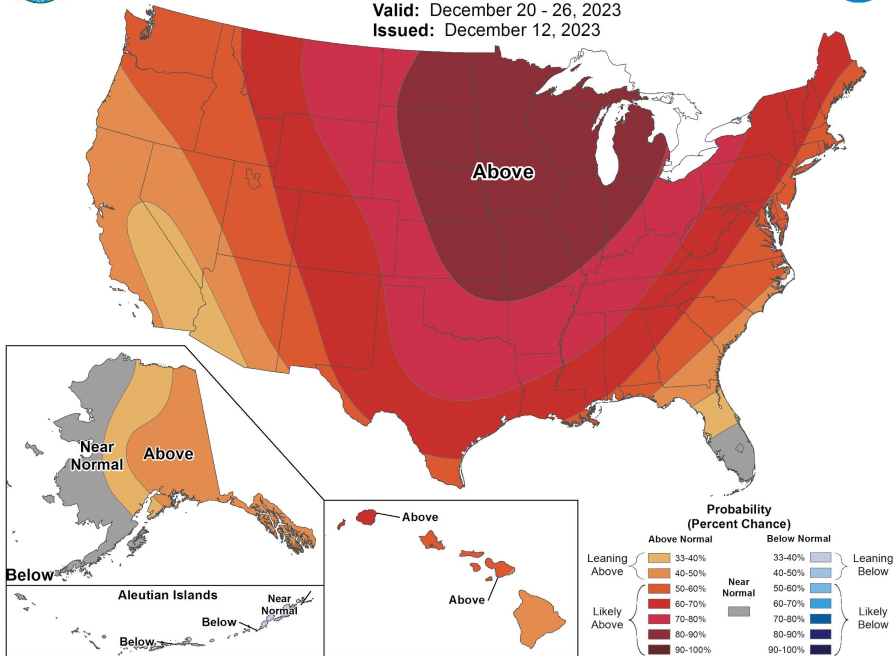 Valid: December 20 - 26, 2023
Issued: December 12, 2023
Above
Near
Normal
Above
Below
Aleutian Islands
Near
Normal
Below
Below
Above
Above
Probability
(Percent Chance)
Above Normal
Below Normal
Leaning
Above
33-40%
40-50%
Likely
Above
50-60%
60-70%
70-80%
80-90%
90-100%
Near
Normal
33-40%
40-50%
Leaning
Below
50-60%
60-70%
70-80%
80-90%
90-100%
Likely
Below